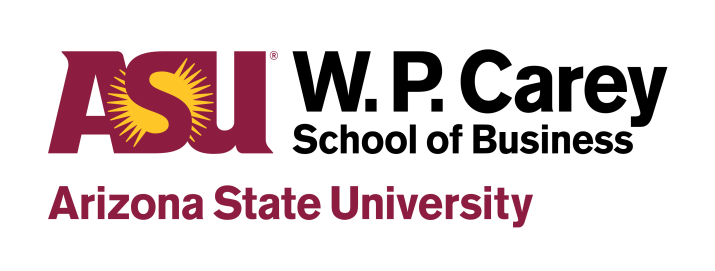 ASU®
W. P. Carey
School of Business
Arizona State University